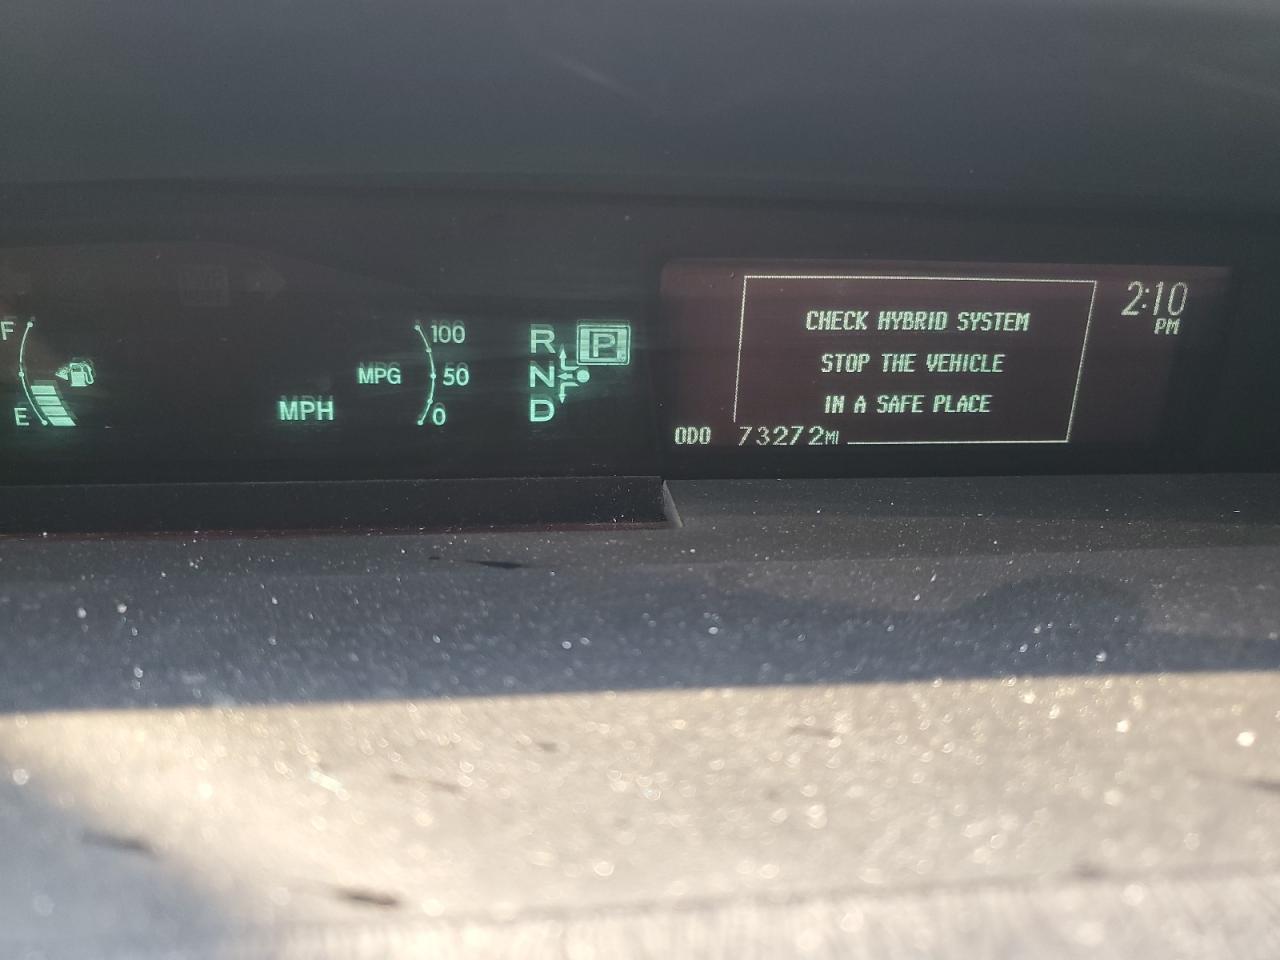 F
E
MPH
MPG
100
50
0
R
N
D
P
CHECK HYBRID SYSTEM
STOP THE VEHICLE
IN A SAFE PLACE
2:10
PM
ODO 73272MI